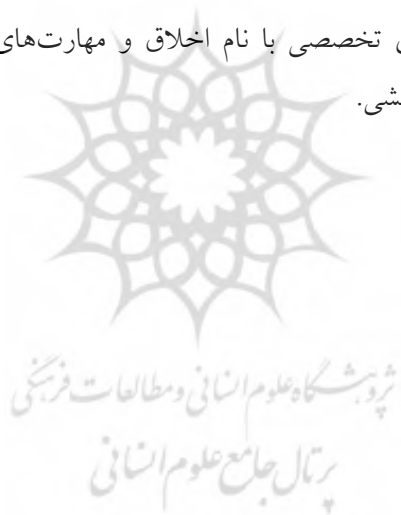 تخصصی با نام اخلاق و مهارت‌های
شی.
پژوهشگاه علوم انسانی و مطالعات فرهنگی
پرتال جامع علوم انسانی